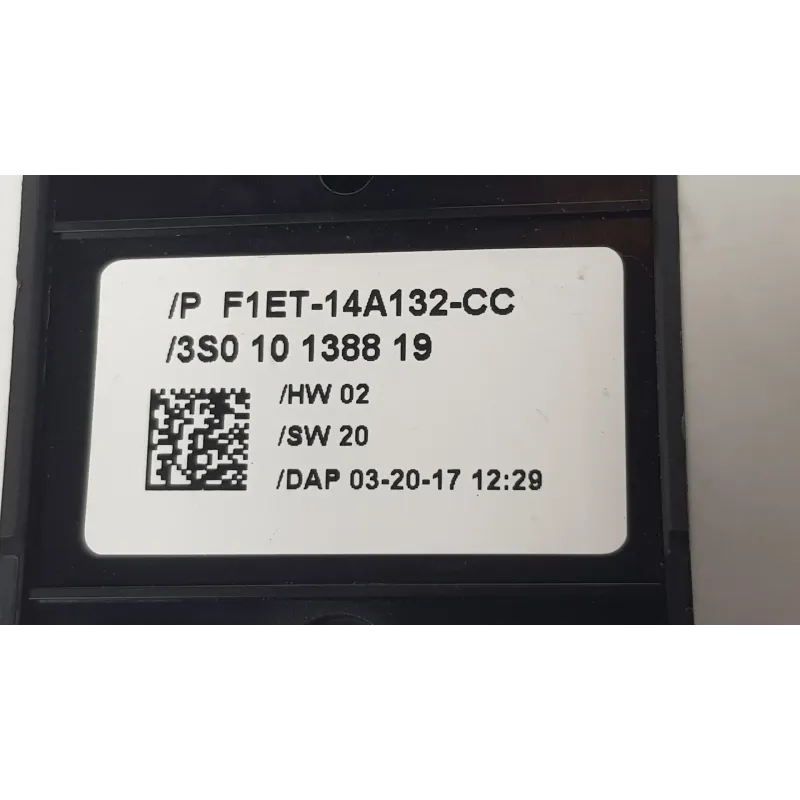 /P F1ET-14A132-CC
/3S0 10 1388 19
/HW 02
/SW 20
/DAP 03-20-17 12:29